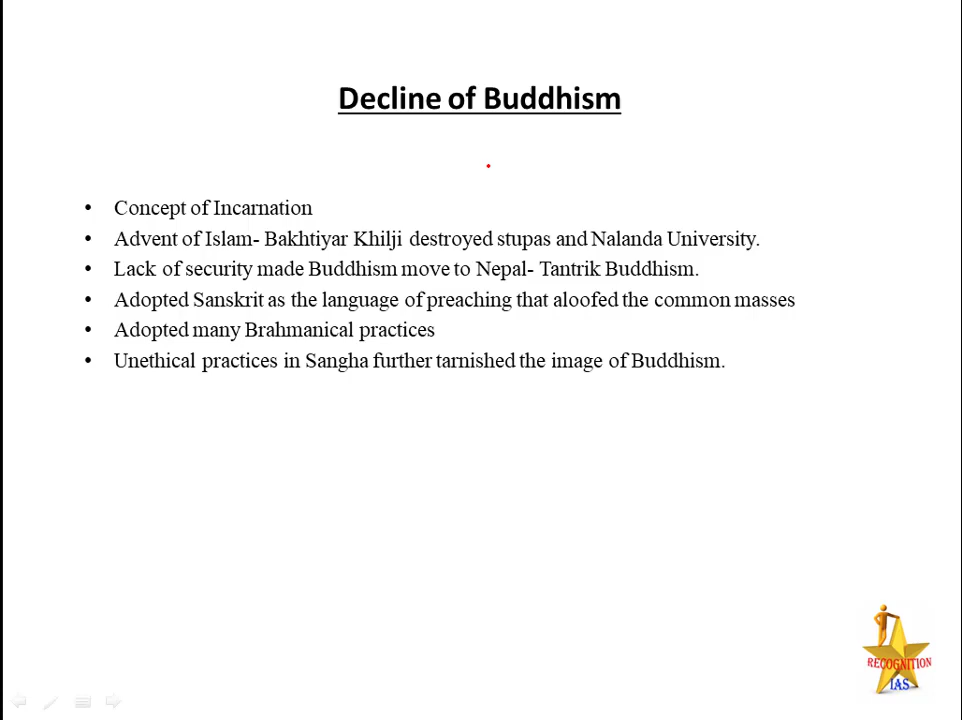 Decline of Buddhism
• Concept of Incarnation
• Advent of Islam- Bakhtiyar Khilji destroyed stupas and Nalanda University.
• Lack of security made Buddhism move to Nepal- Tantrik Buddhism.
• Adopted Sanskrit as the language of preaching that aloofed the common masses
• Adopted many Brahmanical practices
• Unethical practices in Sangha further tarnished the image of Buddhism.
RECOGNITION
IAS